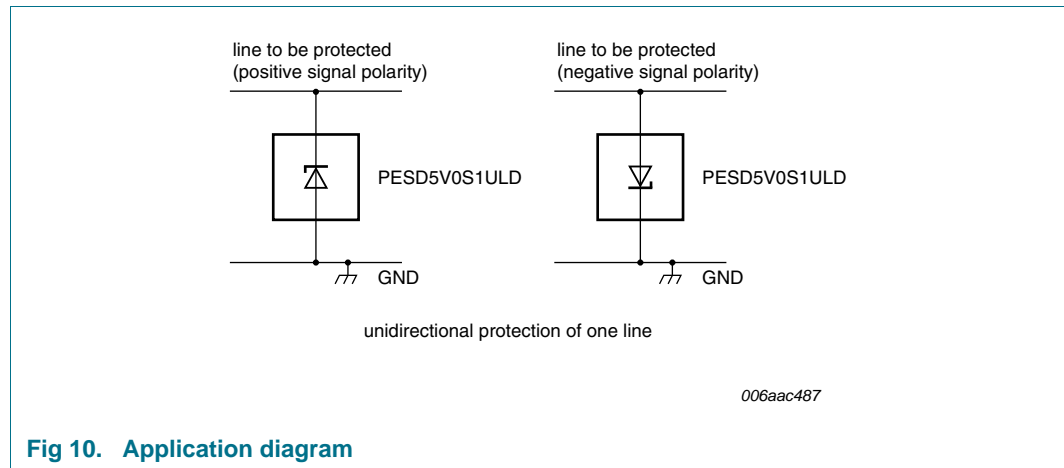 line to be protected
(positive signal polarity)
line to be protected
(negative signal polarity)
PESD5V0S1ULD
PESD5V0S1ULD
GND
GND
unidirectional protection of one line
006aac487
Fig 10. Application diagram